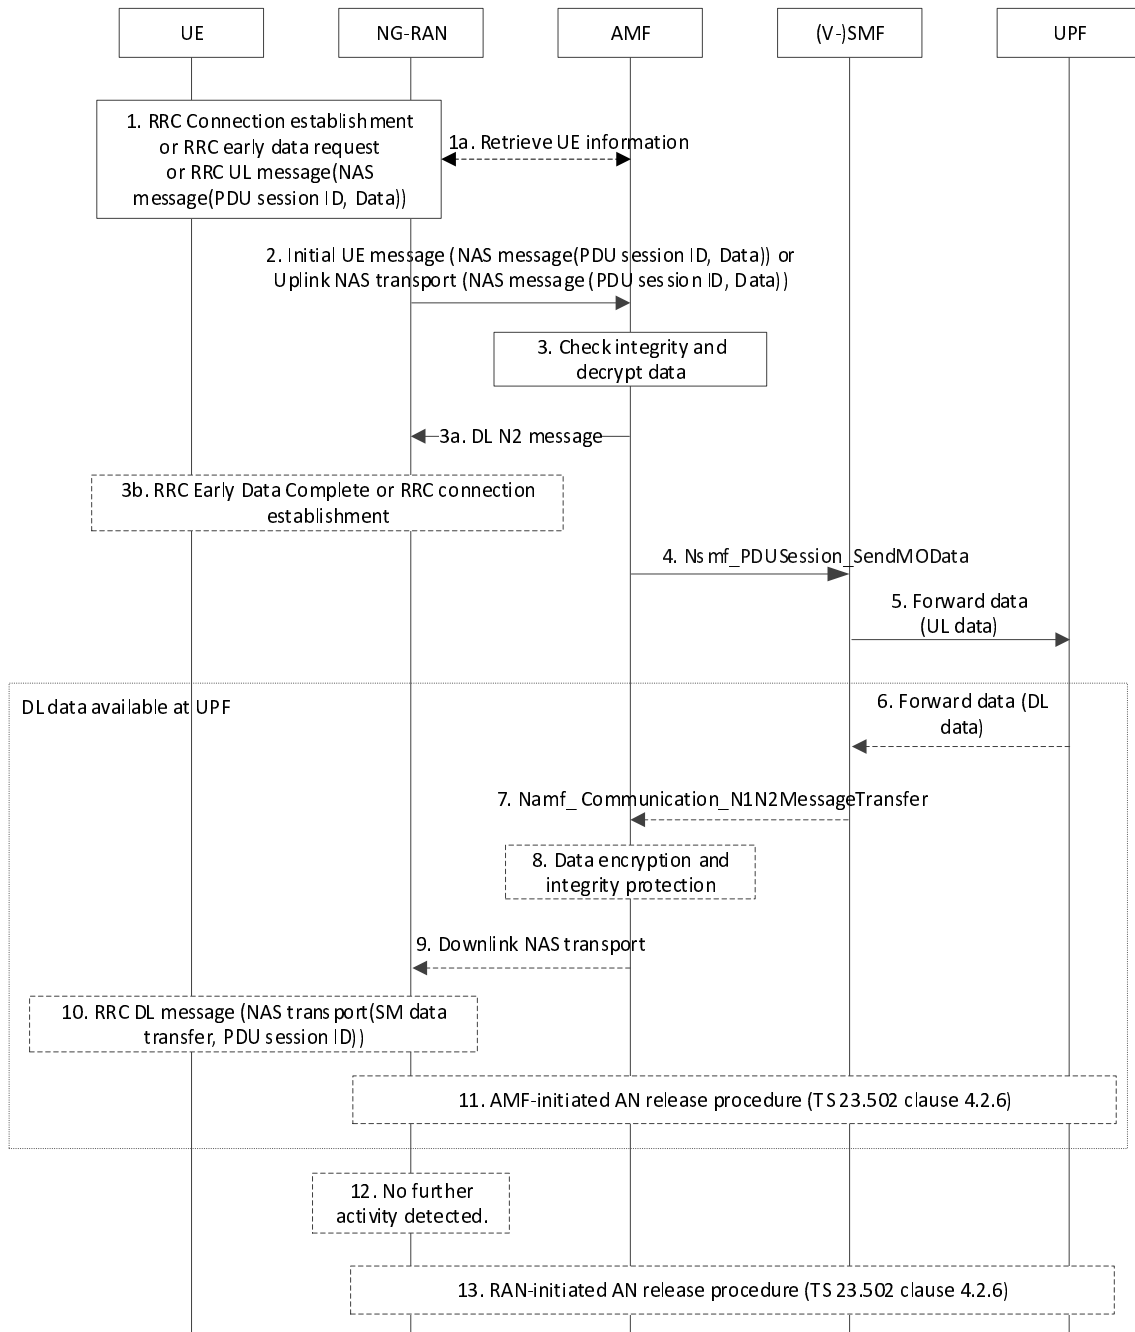 UE
NG-RAN
AMF
(V-)SMF
UPF
1. RRC Connection establishment
or RRC early data request
or RRC UL message(NAS
message(PDU session ID, Data))
1a. Retrieve UE information
2. Initial UE message (NAS message(PDU session ID, Data)) or
Uplink NAS transport (NAS message (PDU session ID, Data))
3. Check integrity and
decrypt data
3a. DL N2 message
3b. RRC Early Data Complete or RRC connection
establishment
4. Nsmf_PDUSession_SendMOData
5. Forward data
(UL data)
DL data available at UPF
6. Forward data (DL
data)
7. Namf_ Communication_N1N2MessageTransfer
8. Data encryption and
integrity protection
9. Downlink NAS transport
10. RRC DL message (NAS transport(SM data
transfer, PDU session ID))
11. AMF-initiated AN release procedure (TS 23.502 clause 4.2.6)
12. No further
activity detected.
13. RAN-initiated AN release procedure (TS 23.502 clause 4.2.6)